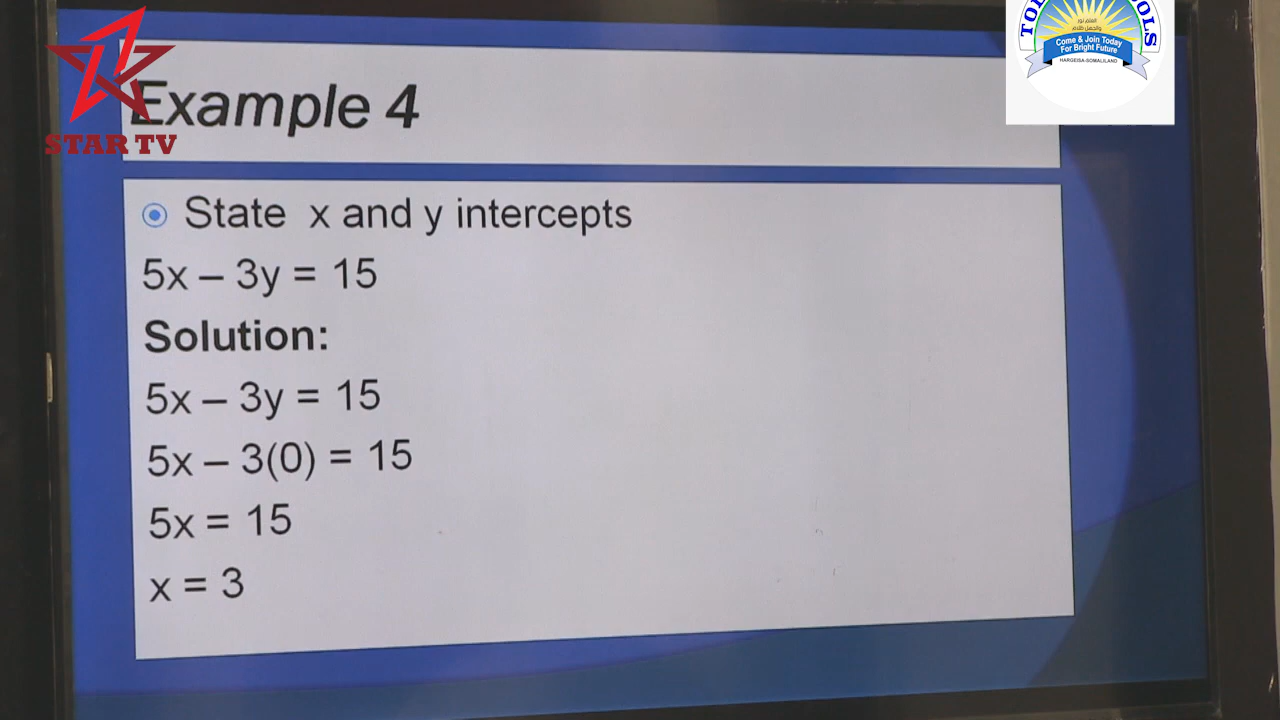 STAR TV
Example 4
State x and y intercepts
5x – 3y = 15
Solution:
5x – 3y = 15
5x – 3(0) = 15
5x = 15
x = 3
Come & Join Today
For Bright Future
HARGEISA-SOMALILAND